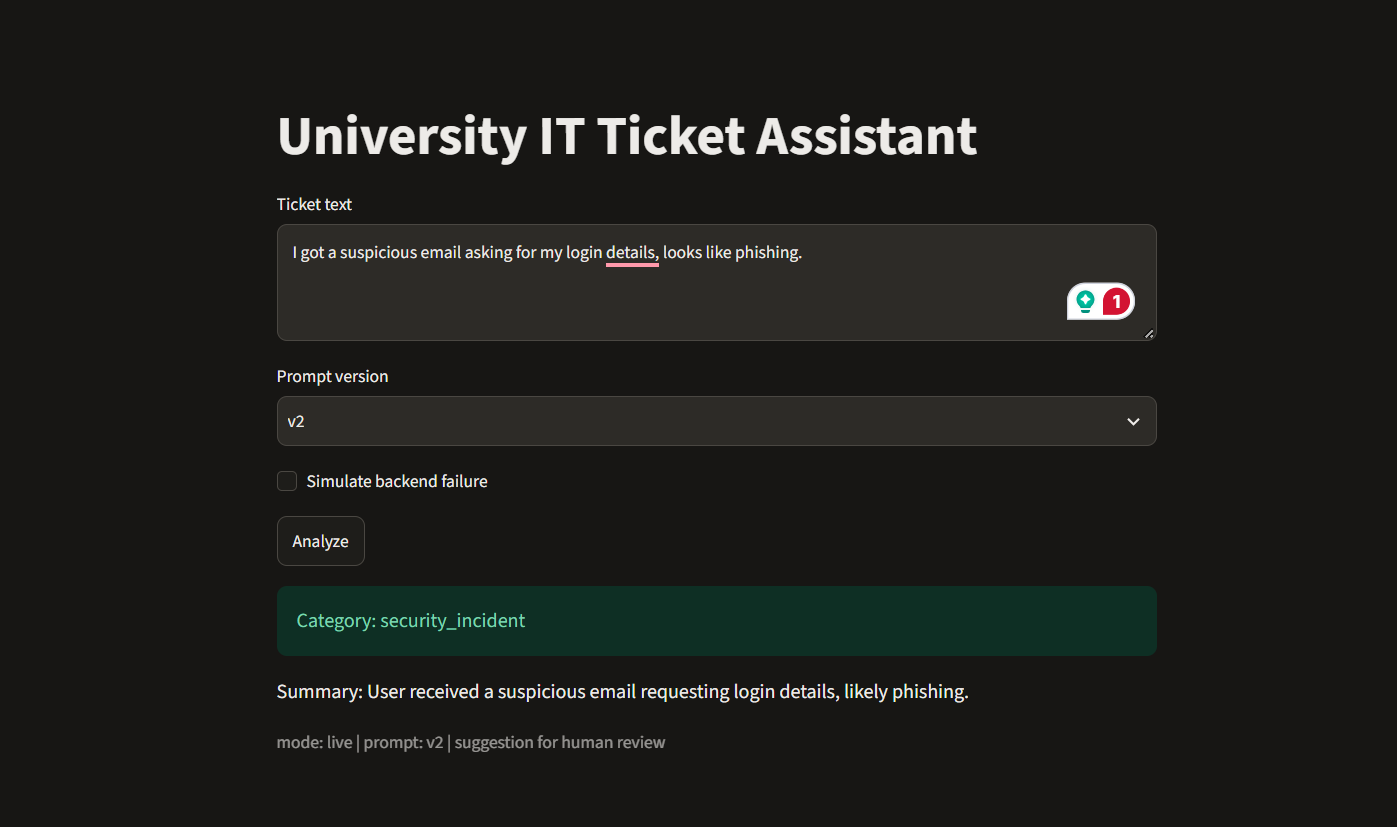 University IT Ticket Assistant
Ticket text
I got a suspicious email asking for my login details, looks like phishing.
1
Prompt version
v2
Simulate backend failure
Analyze
Category: security_incident
Summary: User received a suspicious email requesting login details, likely phishing.
mode: live | prompt: v2 | suggestion for human review